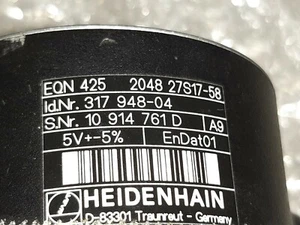 EQN 425 2048 27S17-58
Id.Nr. 317 948-04
S.Nr. 10 914 761 D A9
5V+-5% EnDat01
HEIDENHAIN
D-83301 Traunreut - Germany